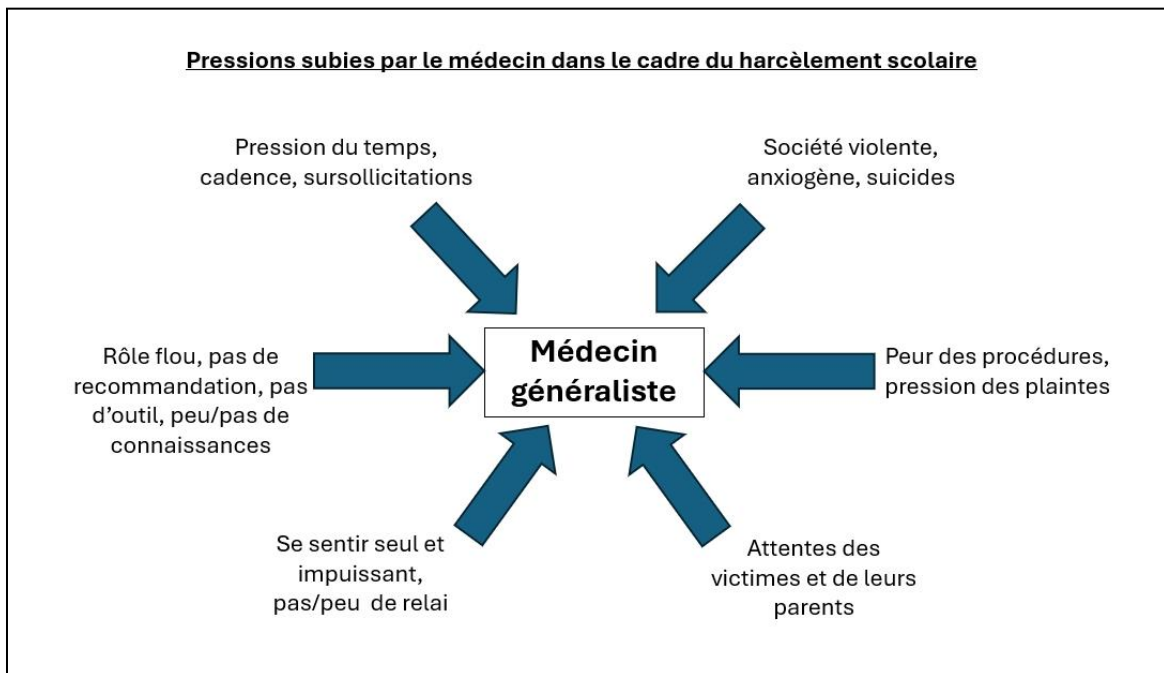 Pressions subies par le médecin dans le cadre du harcèlement scolaire
Pression du temps,
cadence, sursollicitations
Société violente,
anxiogène, suicides
Rôle flou, pas de
recommandation, pas
d’outil, peu/pas de
connaissances
Médecin
généraliste
Peur des procédures,
pression des plaintes
Se sentir seul et
impuissant,
pas/peu de relai
Attentes des
victimes et de leurs
parents